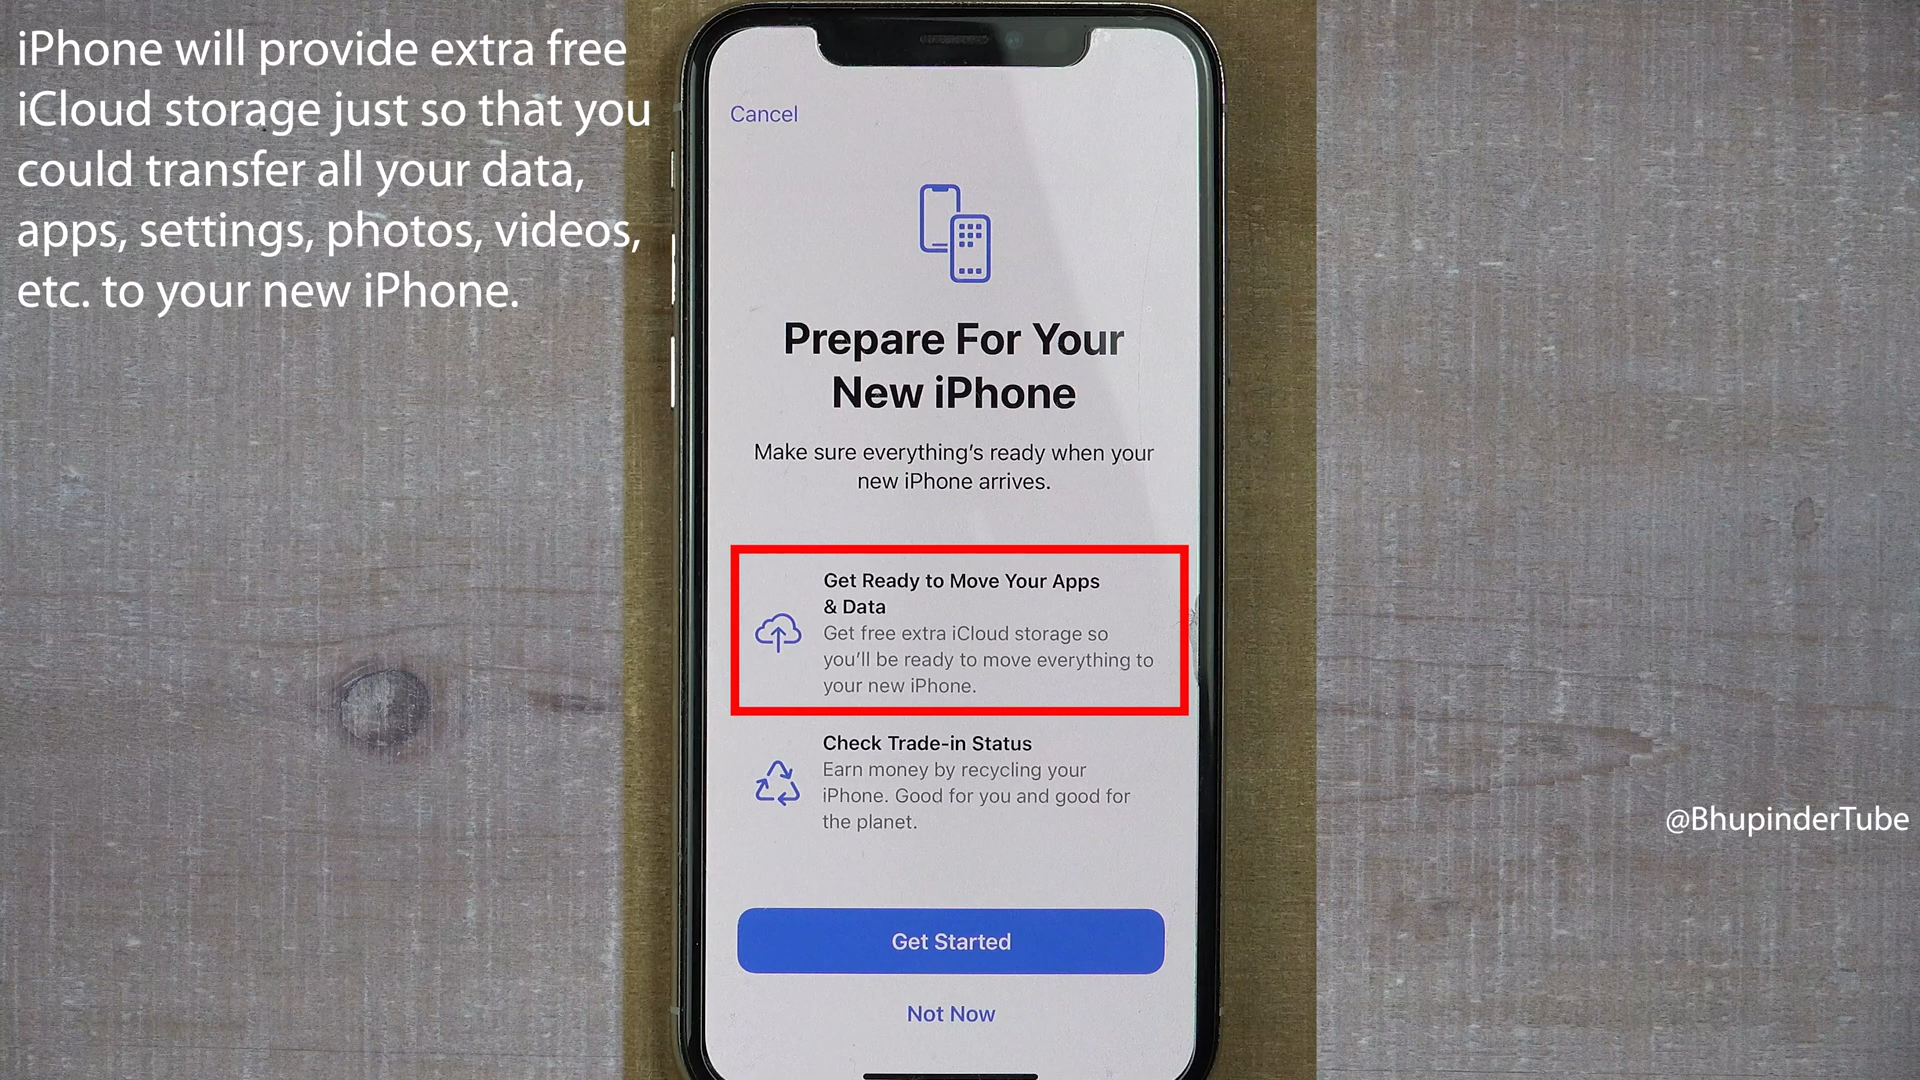 iPhone will provide extra free
iCloud storage just so that you
could transfer all your data,
apps, settings, photos, videos,
etc. to your new iPhone.
Cancel
Prepare For Your
New iPhone
Make sure everything's ready when your
new iPhone arrives.
Get Ready to Move Your Apps
& Data
Get free extra iCloud storage so
you'll be ready to move everything to
your new iPhone.
Check Trade-in Status
Earn money by recycling your
iPhone. Good for you and good for
the planet.
@BhupinderTube
Get Started
Not Now